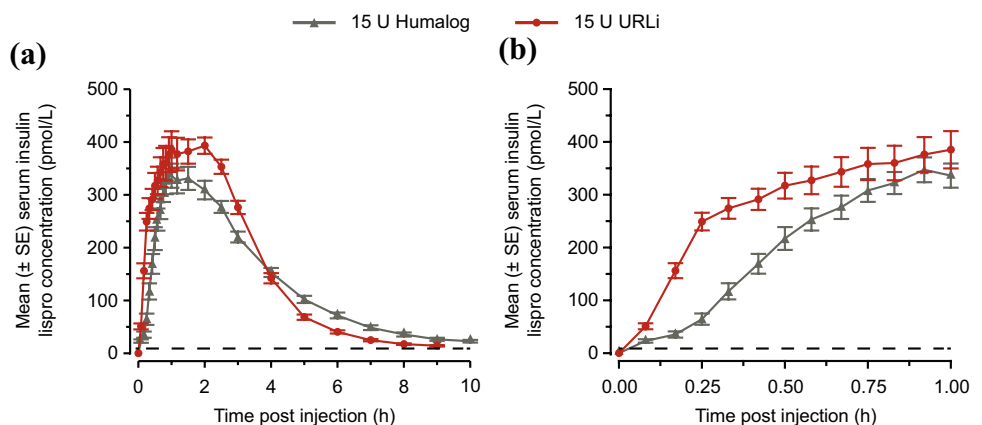 15 U Humalog 15 U URLi
(a)
Mean (± SE) serum insulin
lispro concentration (pmol/L)
500
400
300
200
100
0
0 2 4 6 8 10
Time post injection (h)
(b)
Mean (± SE) serum insulin
lispro concentration (pmol/L)
500
400
300
200
100
0
0.00 0.25 0.50 0.75 1.00
Time post injection (h)